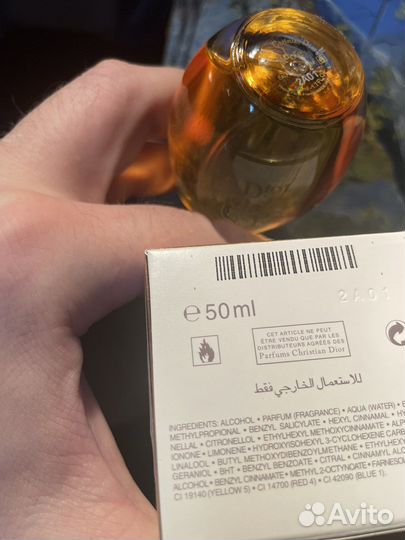 2A01
Dior
℮ 50ml
2A01
CET ARTICLE NE PEUT
ÊTRE VENDU QUE PAR LES
DISTRIBUTEURS AGRÉÉS DES
Parfums Christian Dior
للاستعمال الخارجي فقط
INGREDIENTS: ALCOHOL • PARFUM (FRAGRANCE) • AQUA (WATER) •
METHYLPROPIONAL • BENZYL SALICYLATE • HEXYL CINNAMAL •
NELLAL • CITRONELLOL • ETHYLHEXYL METHOXYCINNAMATE •
IONONE • LIMONENE • HYDROXYISOHEXYL 3-CYCLOHEXENE CARB
LINALOOL • BUTYL METHOXYDIBENZOYLMETHANE • ETHYLHEX
GERANIOL • BHT • BENZYL BENZOATE • CITRAL • CINNAMYL ALC
ALCOHOL • BENZYL CINNAMATE • METHYL 2-OCTYNOATE • FARNESO
CI 19140 (YELLOW 5) • CI 14700 (RED 4) • CI 42090 (BLUE 1).
Avito